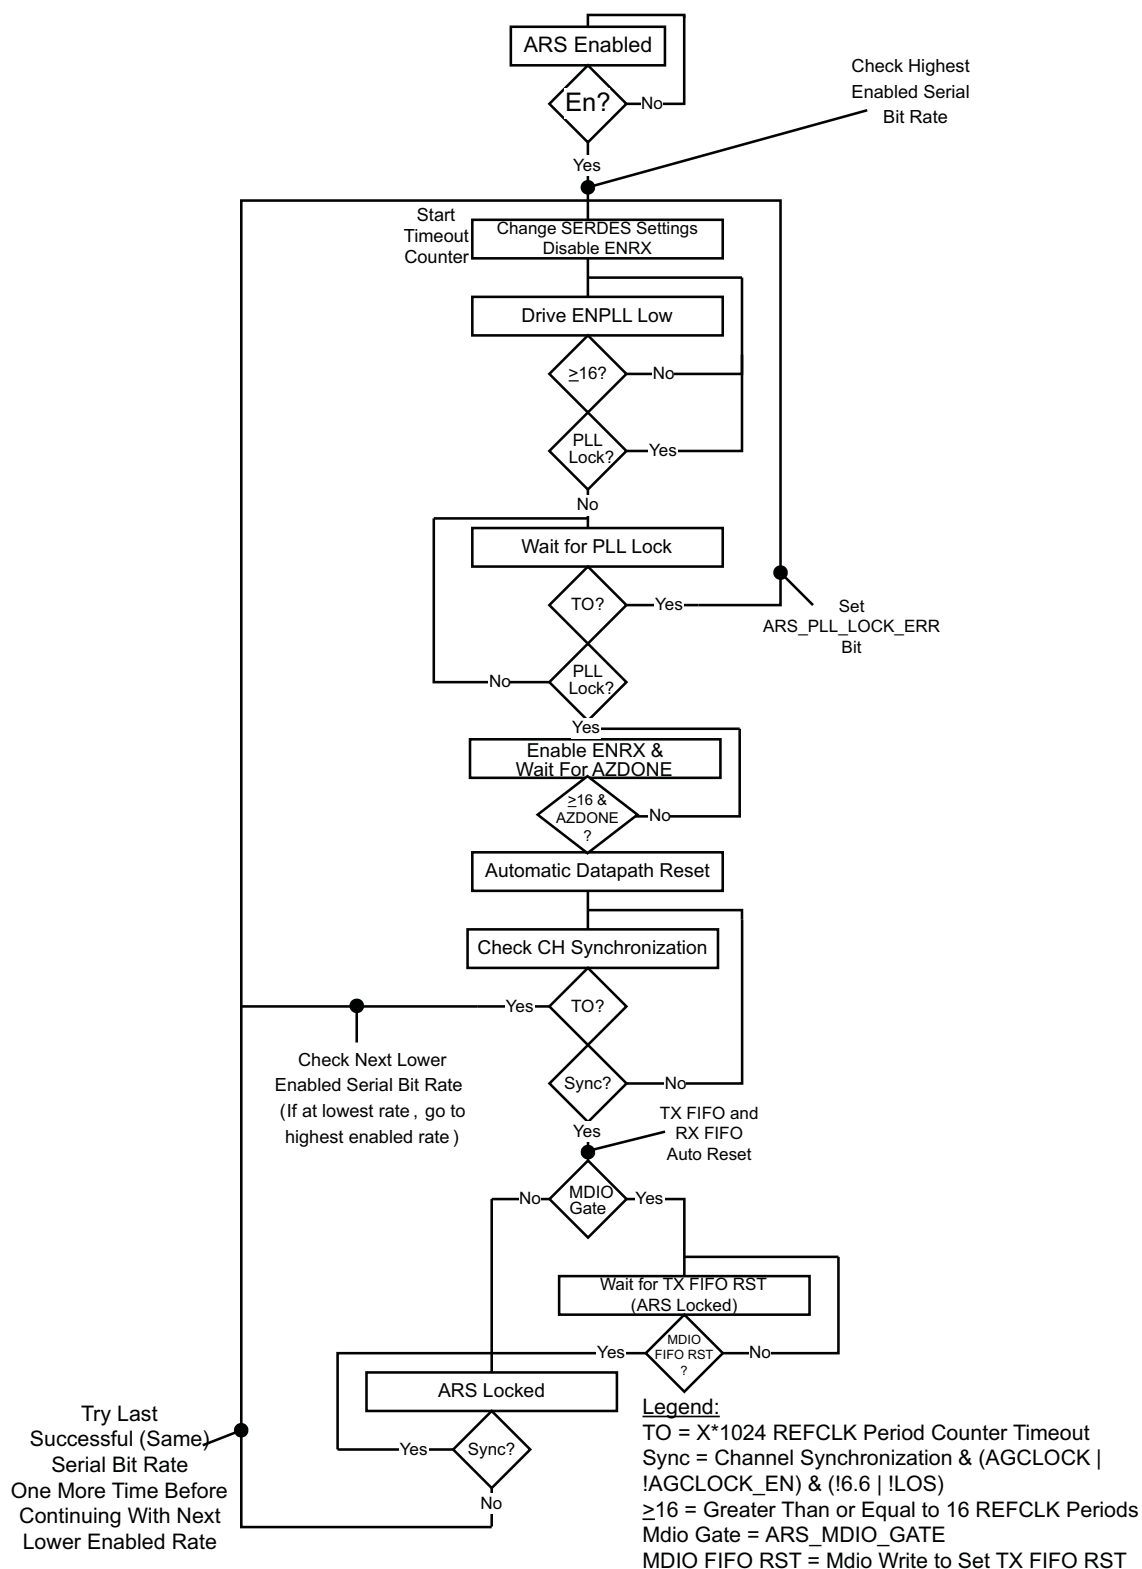 ARS Enabled
En?
No
Yes
Check Highest
Enabled Serial
Bit Rate
Start
Timeout
Counter
Change SERDES Settings
Disable ENRX
Drive ENPLL Low
≥16?
No
PLL
Lock?
Yes
No
Wait for PLL Lock
TO?
Yes
Set
ARS_PLL_LOCK_ERR
Bit
PLL
Lock?
No
Yes
Enable ENRX &
Wait For AZDONE
≥16 &
AZDONE
?
No
Automatic Datapath Reset
Check CH Synchronization
Yes
TO?
Check Next Lower
Enabled Serial Bit Rate
(If at lowest rate, go to
highest enabled rate)
Sync?
No
Yes
TX FIFO and
RX FIFO
Auto Reset
No
MDIO
Gate
Yes
Wait for TX FIFO RST
(ARS Locked)
Yes
MDIO
FIFO RST
?
No
ARS Locked
Yes
Sync?
No
Try Last
Successful (Same)
Serial Bit Rate
One More Time Before
Continuing With Next
Lower Enabled Rate
Legend:
TO = X*1024 REFCLK Period Counter Timeout
Sync = Channel Synchronization & (AGCLOCK |
!AGCLOCK_EN) & (!6.6 | !LOS)
≥16 = Greater Than or Equal to 16 REFCLK Periods
Mdio Gate = ARS_MDIO_GATE
MDIO FIFO RST = Mdio Write to Set TX FIFO RST